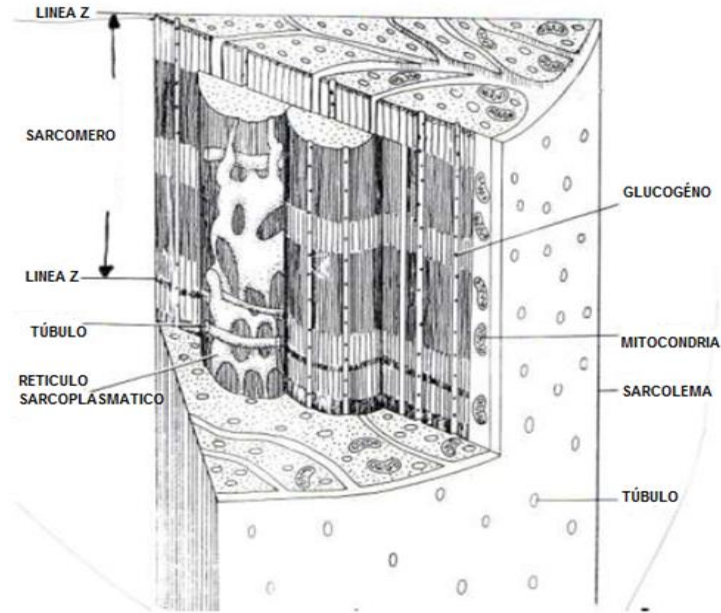 LINEA Z
SARCOMERO
LINEA Z
TÚBULO
RETICULO
SARCOPLASMATICO
GLUCOGÉNO
MITOCONDRIA
SARCOLEMA
TÚBULO